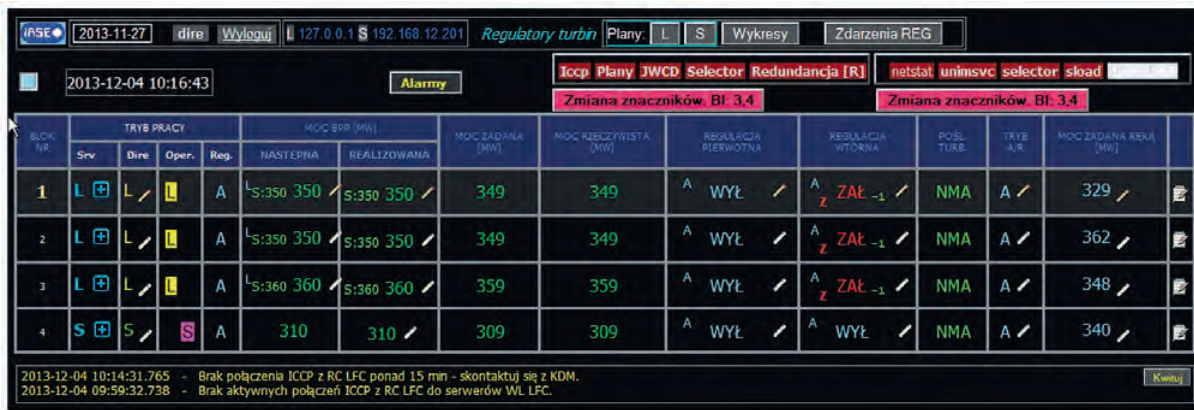 iASE 2013-11-27 dire Wyloguj L 127.0.0.1 S 192.168.12.201 Regulatory turbin Plany: L S Wykresy Zdarzenia REG
2013-12-04 10:16:43 Alarmy Iccp Plany JWCD Selector Redundancja [R] netstat unimsvc selector sload
Zmiana znaczników. Bl: 3,4 Zmiana znaczników. Bl: 3,4
BLOK NR. TRYB PRACY MOC BPP [MW] MOC ZADANA [MW] MOC RZECZYWISTA [MW] REGULACJA PIERWOTNA REGULACJA WTÓRNA POŚL. TURB. TRYB A/R MOC ZADANA RĘKĄ [MW]
Srv Dire Oper. Reg. NASTĘPNA REALIZOWANA
1 L L L A L S:350 350 S:350 350 349 349 A WYŁ A Z ZAŁ -1 NMA A 329
2 L L L A L S:350 350 S:350 350 349 349 A WYŁ A Z ZAŁ -1 NMA A 362
3 L L L A L S:360 360 S:360 360 359 359 A WYŁ A Z ZAŁ -1 NMA A 348
4 S S S A 310 310 309 309 A WYŁ A WYŁ NMA A 340
2013-12-04 10:14:31.765 - Brak połączenia ICCP z RC LFC ponad 15 min - skontaktuj się z KDM.
2013-12-04 09:59:32.738 - Brak aktywnych połączeń ICCP z RC LFC do serwerów WL LFC.
Kwituj